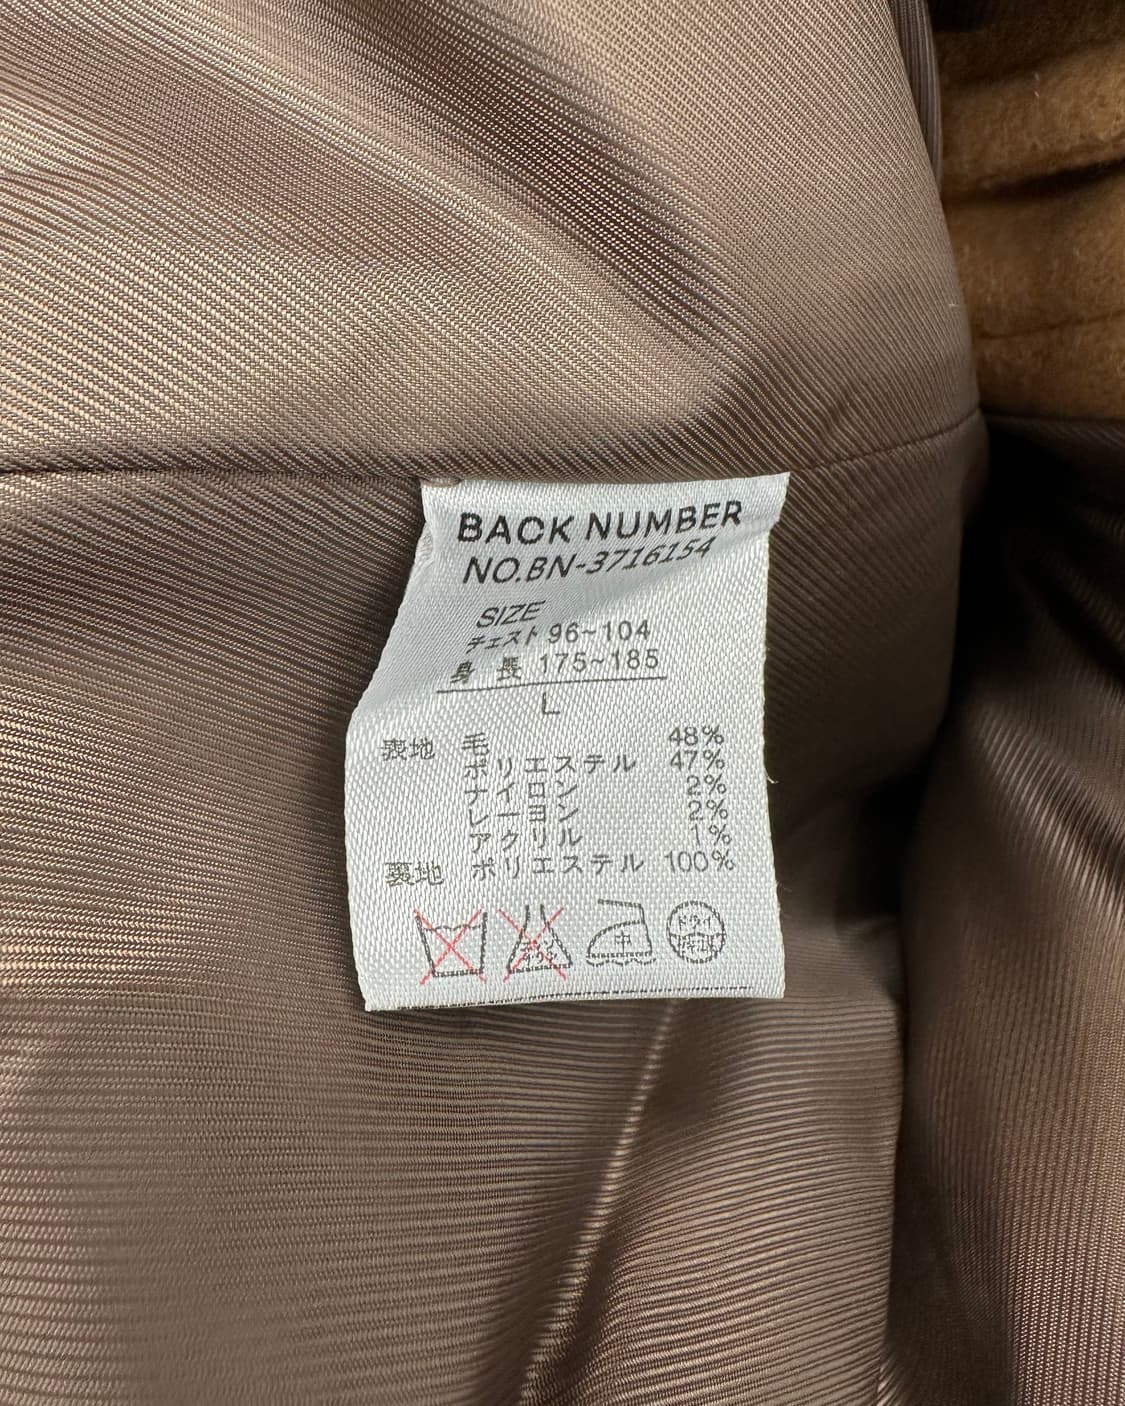 BACK NUMBER
NO.BN-3716154
SIZE
チェスト 96~104
身長 175~185
L
表地 毛 48%
ポリエステル 47%
ナイロン 2%
レーヨン 2%
アクリル 1%
裏地 ポリエステル 100%
中
ドライ